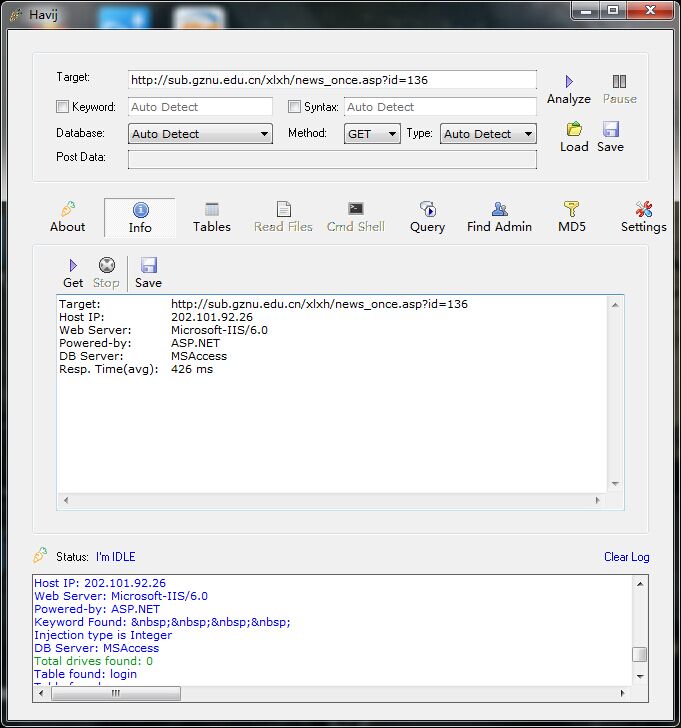 Havij
Target: http://sub.gznu.edu.cn/xlxh/news_once.asp?id=136
Keyword: Auto Detect Syntax: Auto Detect
Analyze Pause
Database: Auto Detect Method: GET Type: Auto Detect
Load Save
Post Data:
About Info Tables Read Files Cmd Shell Query Find Admin MD5 Settings
Get Stop Save
Target: http://sub.gznu.edu.cn/xlxh/news_once.asp?id=136
Host IP: 202.101.92.26
Web Server: Microsoft-IIS/6.0
Powered-by: ASP.NET
DB Server: MSAccess
Resp. Time(avg): 426 ms
Status: I'm IDLE Clear Log
Host IP: 202.101.92.26
Web Server: Microsoft-IIS/6.0
Powered-by: ASP.NET
Keyword Found: &nbsp;&nbsp;&nbsp;&nbsp;
Injection type is Integer
DB Server: MSAccess
Total drives found: 0
Table found: login